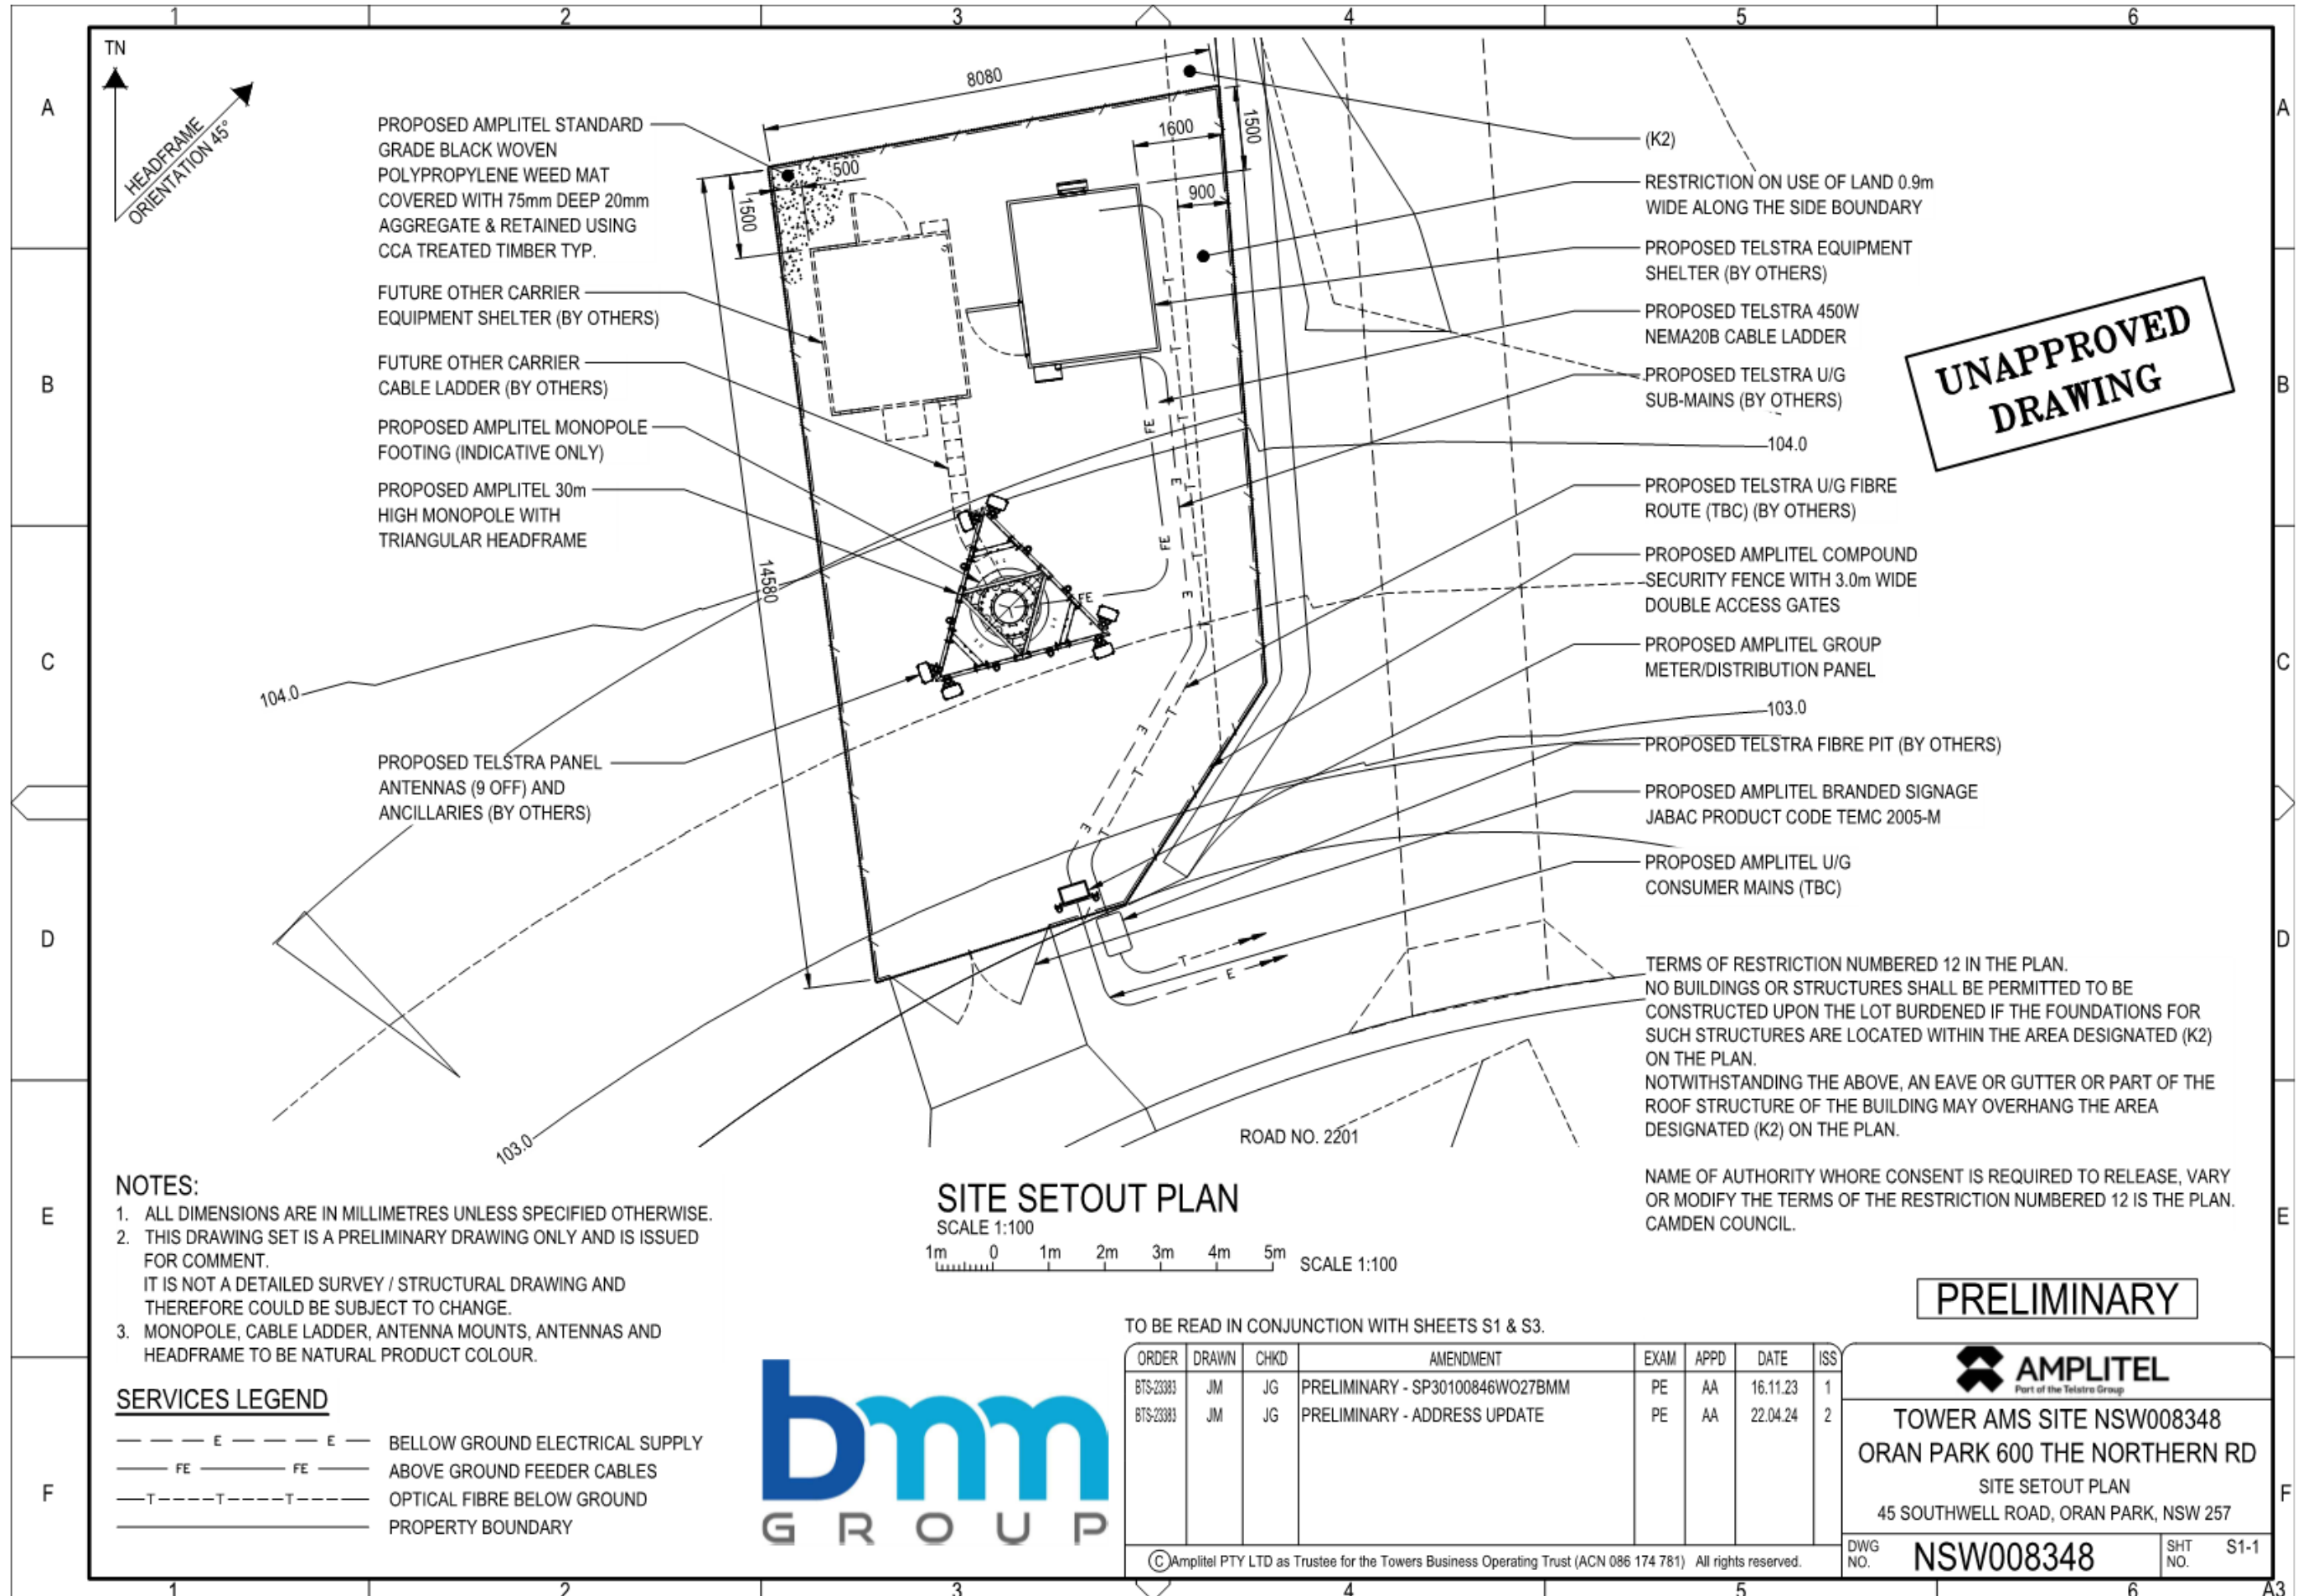 1 2 3 4 5 6
A
B
C
D
E
F
TN
HEADFRAME
ORIENTATION 45°
PROPOSED AMPLITEL STANDARD
GRADE BLACK WOVEN
POLYPROPYLENE WEED MAT
COVERED WITH 75mm DEEP 20mm
AGGREGATE & RETAINED USING
CCA TREATED TIMBER TYP.
FUTURE OTHER CARRIER
EQUIPMENT SHELTER (BY OTHERS)
FUTURE OTHER CARRIER
CABLE LADDER (BY OTHERS)
PROPOSED AMPLITEL MONOPOLE
FOOTING (INDICATIVE ONLY)
PROPOSED AMPLITEL 30m
HIGH MONOPOLE WITH
TRIANGULAR HEADFRAME
104.0
PROPOSED TELSTRA PANEL
ANTENNAS (9 OFF) AND
ANCILLARIES (BY OTHERS)
103.0
8080
1600
1500
500
1500
900
14580
FE
FE
FE
E
E
E
E
T
T
T
T
T
E
(K2)
RESTRICTION ON USE OF LAND 0.9m
WIDE ALONG THE SIDE BOUNDARY
PROPOSED TELSTRA EQUIPMENT
SHELTER (BY OTHERS)
PROPOSED TELSTRA 450W
NEMA20B CABLE LADDER
PROPOSED TELSTRA U/G
SUB-MAINS (BY OTHERS)
104.0
PROPOSED TELSTRA U/G FIBRE
ROUTE (TBC) (BY OTHERS)
PROPOSED AMPLITEL COMPOUND
SECURITY FENCE WITH 3.0m WIDE
DOUBLE ACCESS GATES
PROPOSED AMPLITEL GROUP
METER/DISTRIBUTION PANEL
103.0
PROPOSED TELSTRA FIBRE PIT (BY OTHERS)
PROPOSED AMPLITEL BRANDED SIGNAGE
JABAC PRODUCT CODE TEMC 2005-M
PROPOSED AMPLITEL U/G
CONSUMER MAINS (TBC)
UNAPPROVED
DRAWING
TERMS OF RESTRICTION NUMBERED 12 IN THE PLAN.
NO BUILDINGS OR STRUCTURES SHALL BE PERMITTED TO BE
CONSTRUCTED UPON THE LOT BURDENED IF THE FOUNDATIONS FOR
SUCH STRUCTURES ARE LOCATED WITHIN THE AREA DESIGNATED (K2)
ON THE PLAN.
NOTWITHSTANDING THE ABOVE, AN EAVE OR GUTTER OR PART OF THE
ROOF STRUCTURE OF THE BUILDING MAY OVERHANG THE AREA
DESIGNATED (K2) ON THE PLAN.
NAME OF AUTHORITY WHORE CONSENT IS REQUIRED TO RELEASE, VARY
OR MODIFY THE TERMS OF THE RESTRICTION NUMBERED 12 IS THE PLAN.
CAMDEN COUNCIL.
ROAD NO. 2201
NOTES:
1. ALL DIMENSIONS ARE IN MILLIMETRES UNLESS SPECIFIED OTHERWISE.
2. THIS DRAWING SET IS A PRELIMINARY DRAWING ONLY AND IS ISSUED
FOR COMMENT.
IT IS NOT A DETAILED SURVEY / STRUCTURAL DRAWING AND
THEREFORE COULD BE SUBJECT TO CHANGE.
3. MONOPOLE, CABLE LADDER, ANTENNA MOUNTS, ANTENNAS AND
HEADFRAME TO BE NATURAL PRODUCT COLOUR.
SERVICES LEGEND
E E BELLOW GROUND ELECTRICAL SUPPLY
FE FE ABOVE GROUND FEEDER CABLES
T T T OPTICAL FIBRE BELOW GROUND
PROPERTY BOUNDARY
SITE SETOUT PLAN
SCALE 1:100
1m 0 1m 2m 3m 4m 5m SCALE 1:100
bmm
GROUP
PRELIMINARY
TO BE READ IN CONJUNCTION WITH SHEETS S1 & S3.
ORDER DRAWN CHKD AMENDMENT EXAM APPD DATE ISS
BTS-23383 JM JG PRELIMINARY - SP30100846WO27BMM PE AA 16.11.23 1
BTS-23383 JM JG PRELIMINARY - ADDRESS UPDATE PE AA 22.04.24 2
© Amplitel PTY LTD as Trustee for the Towers Business Operating Trust (ACN 086 174 781) All rights reserved.
AMPLITEL
Part of the Telstra Group
TOWER AMS SITE NSW008348
ORAN PARK 600 THE NORTHERN RD
SITE SETOUT PLAN
45 SOUTHWELL ROAD, ORAN PARK, NSW 257
DWG NO. NSW008348 SHT NO. S1-1
A
B
C
D
E
F
1 2 3 4 5 6 A3